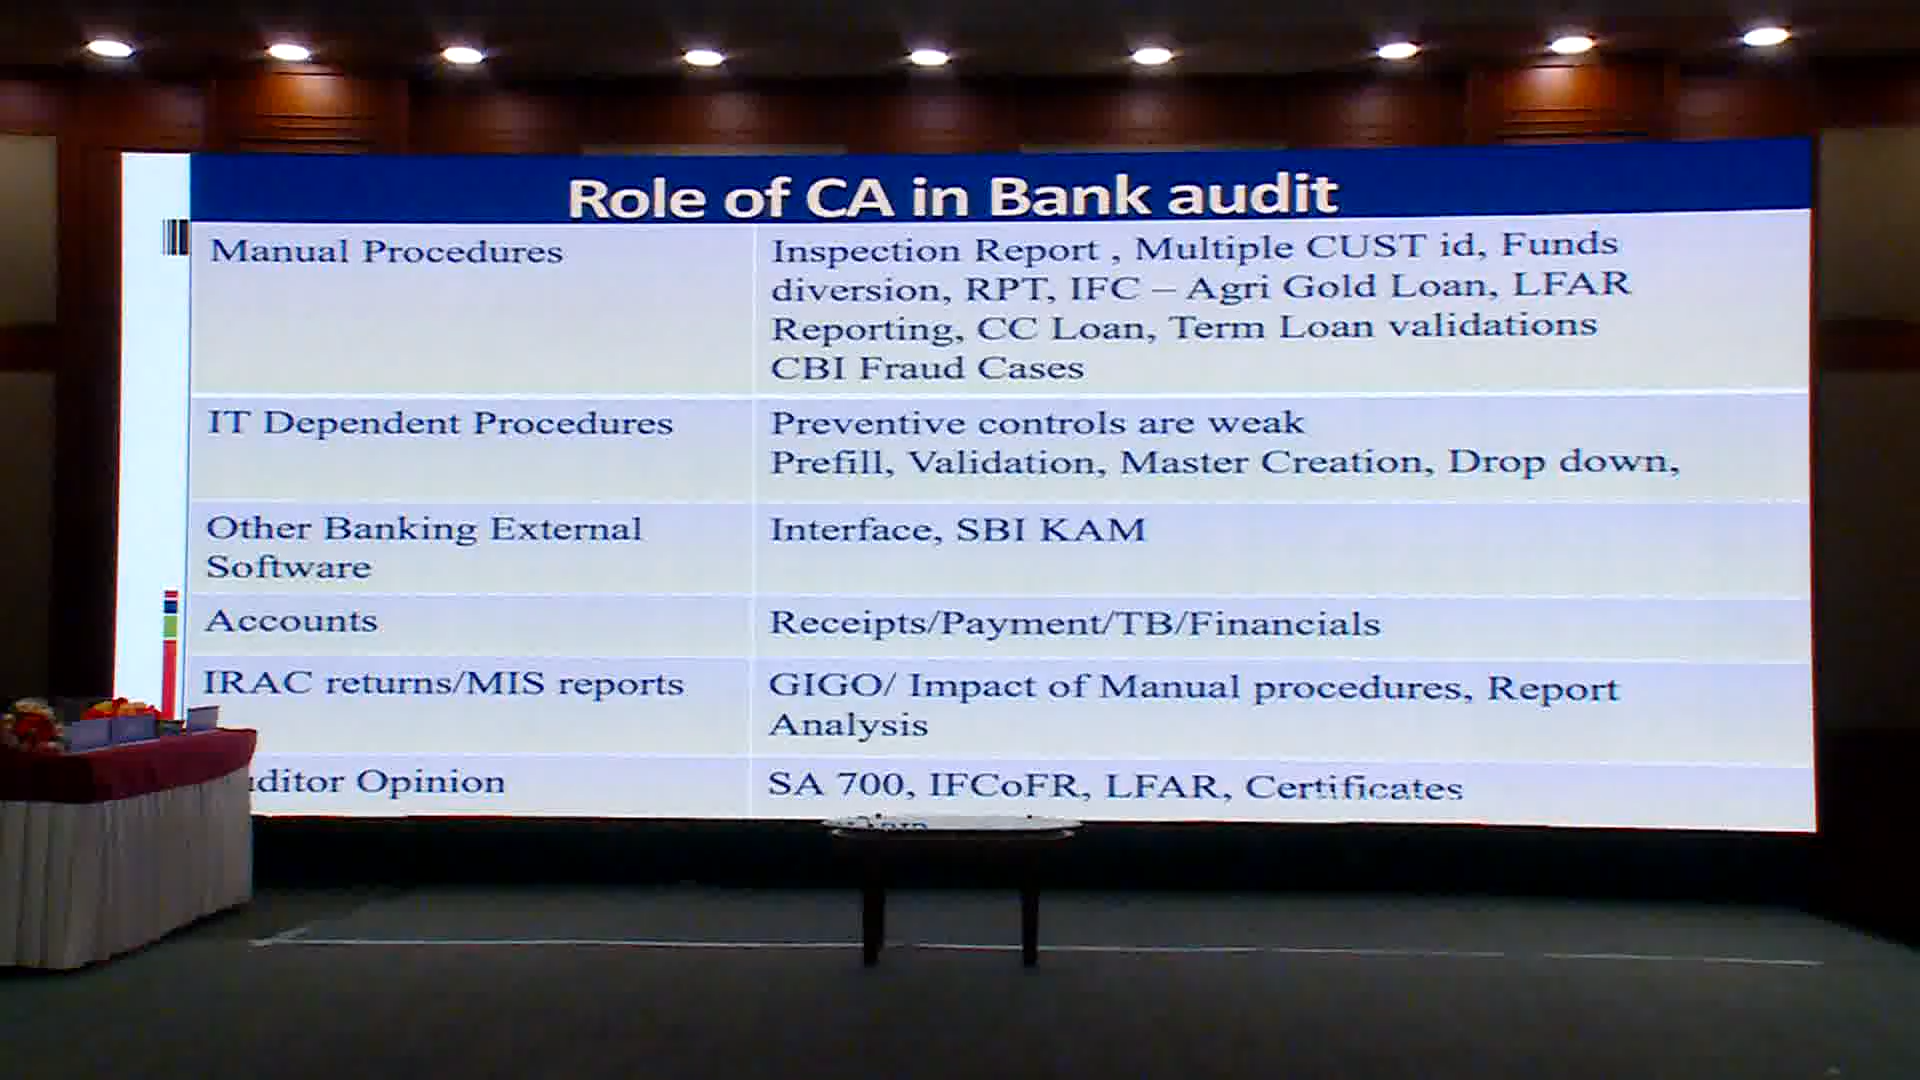 Role of CA in Bank audit
Manual Procedures
Inspection Report , Multiple CUST id, Funds
diversion, RPT, IFC – Agri Gold Loan, LFAR
Reporting, CC Loan, Term Loan validations
CBI Fraud Cases
IT Dependent Procedures
Preventive controls are weak
Prefill, Validation, Master Creation, Drop down,
Other Banking External
Software
Interface, SBI KAM
Accounts
Receipts/Payment/TB/Financials
IRAC returns/MIS reports
GIGO/ Impact of Manual procedures, Report
Analysis
Opinion
SA 700, IFCoFR, LFAR, Certificates